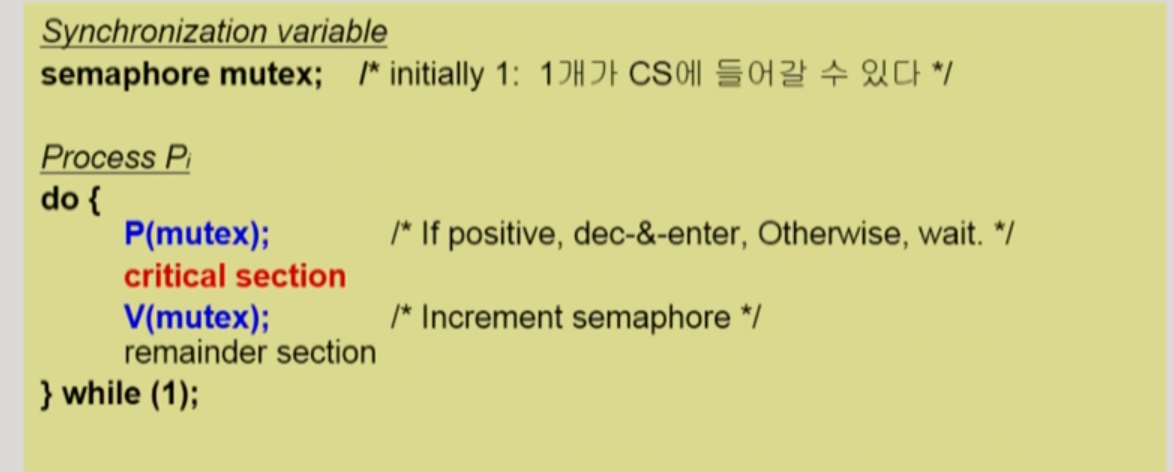 Synchronization variable
semaphore mutex; /* initially 1: 1개가 CS에 들어갈 수 있다 */
Process Pi
do {
P(mutex); /* If positive, dec-&-enter, Otherwise, wait. */
critical section
V(mutex); /* Increment semaphore */
remainder section
} while (1);